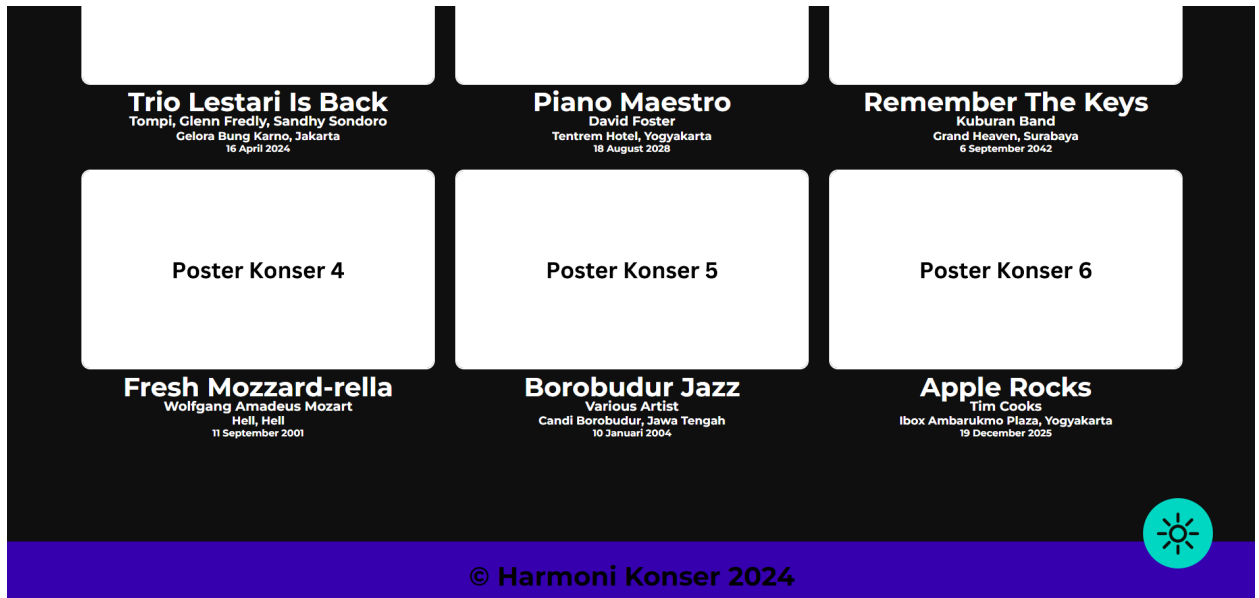 Trio Lestari Is Back
Tompi, Glenn Fredly, Sandhy Sondoro
Gelora Bung Karno, Jakarta
16 April 2024
Piano Maestro
David Foster
Tentrem Hotel, Yogyakarta
18 August 2028
Remember The Keys
Kuburan Band
Grand Heaven, Surabaya
6 September 2042
Poster Konser 4
Fresh Mozzard-rella
Wolfgang Amadeus Mozart
Hell, Hell
11 September 2001
Poster Konser 5
Borobudur Jazz
Various Artist
Candi Borobudur, Jawa Tengah
10 Januari 2004
Poster Konser 6
Apple Rocks
Tim Cooks
Ibox Ambarukmo Plaza, Yogyakarta
19 December 2025
© Harmoni Konser 2024